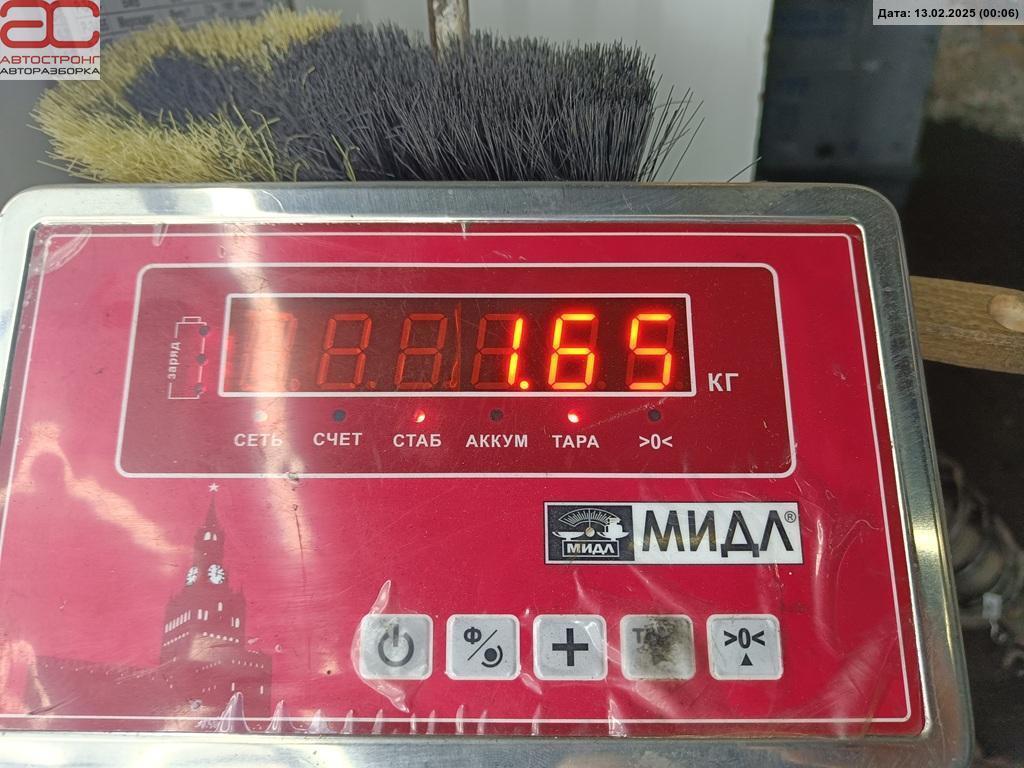 Дата: 13.02.2025 (00:06)
ас
АВТОСТРОНГ
АВТОРАЗБОРКА
1.65
КГ
заряд
СЕТЬ СЧЕТ СТАБ АККУМ ТАРА >0<
МИДЛ МИДЛ®
Ф/ + >0<